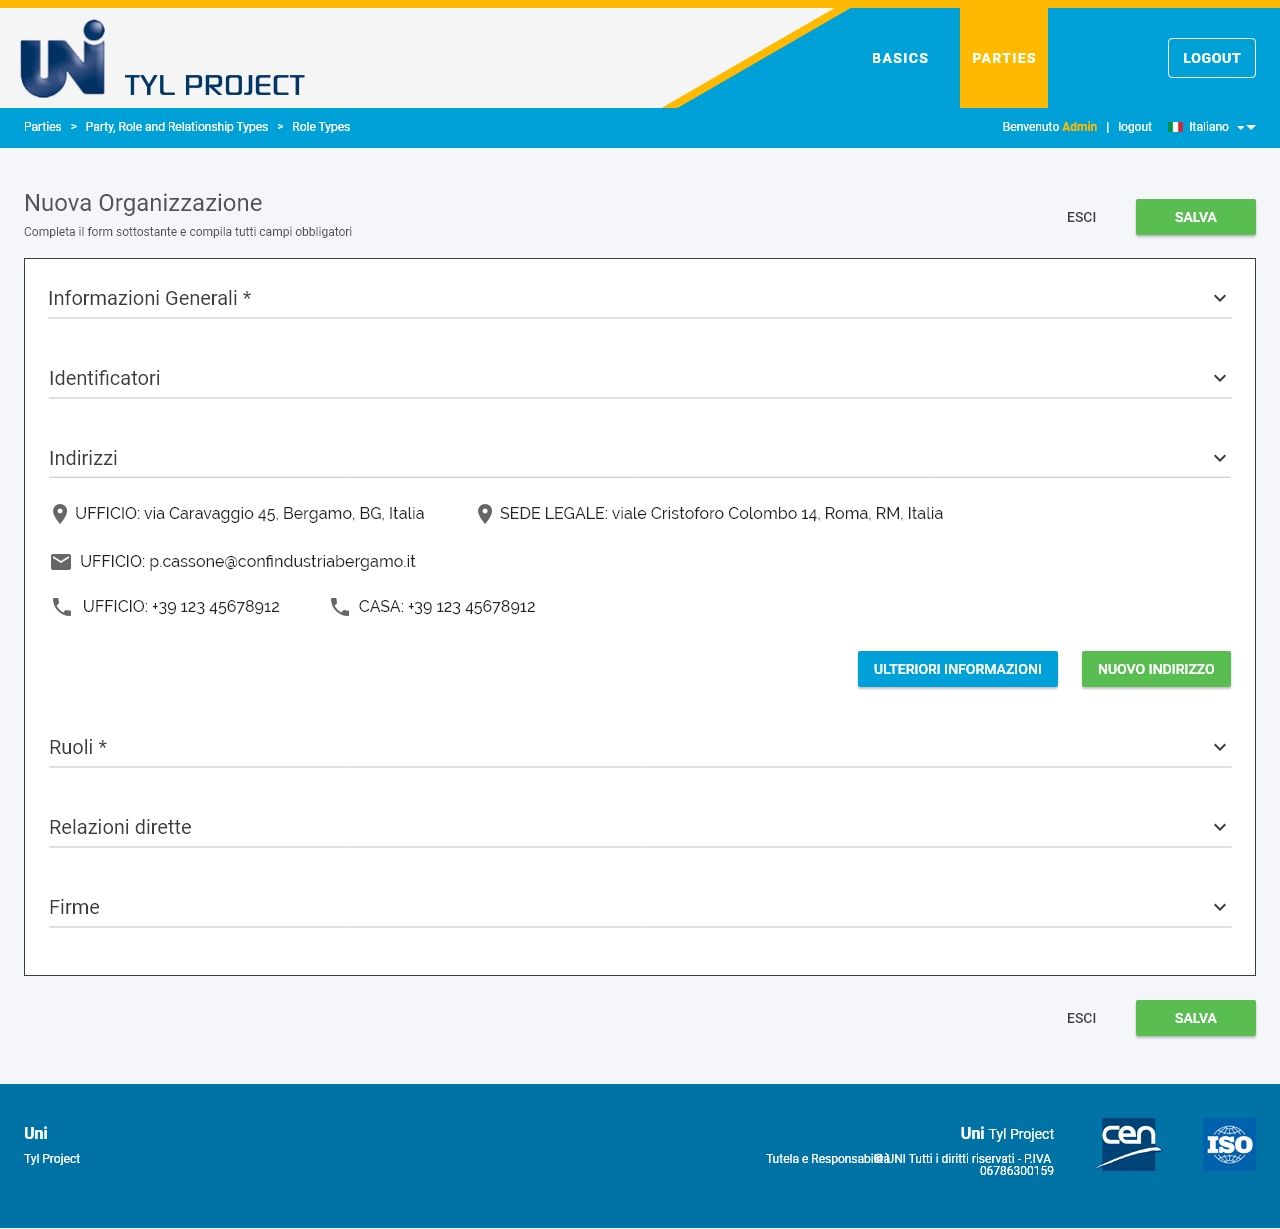 UNI TYL PROJECT
BASICS PARTIES LOGOUT
Parties > Party, Role and Relationship Types > Role Types
Benvenuto Admin | logout Italiano
Nuova Organizzazione
Completa il form sottostante e compila tutti campi obbligatori
ESCI SALVA
Informazioni Generali *
Identificatori
Indirizzi
UFFICIO: via Caravaggio 45, Bergamo, BG, Italia
SEDE LEGALE: viale Cristoforo Colombo 14, Roma, RM, Italia
UFFICIO: p.cassone@confindustriabergamo.it
UFFICIO: +39 123 45678912
CASA: +39 123 45678912
ULTERIORI INFORMAZIONI NUOVO INDIRIZZO
Ruoli *
Relazioni dirette
Firme
ESCI SALVA
Uni
Tyl Project
Uni Tyl Project
Tutela e Responsabilità © UNI Tutti i diritti riservati - P.IVA
06786300159
cen
ISO